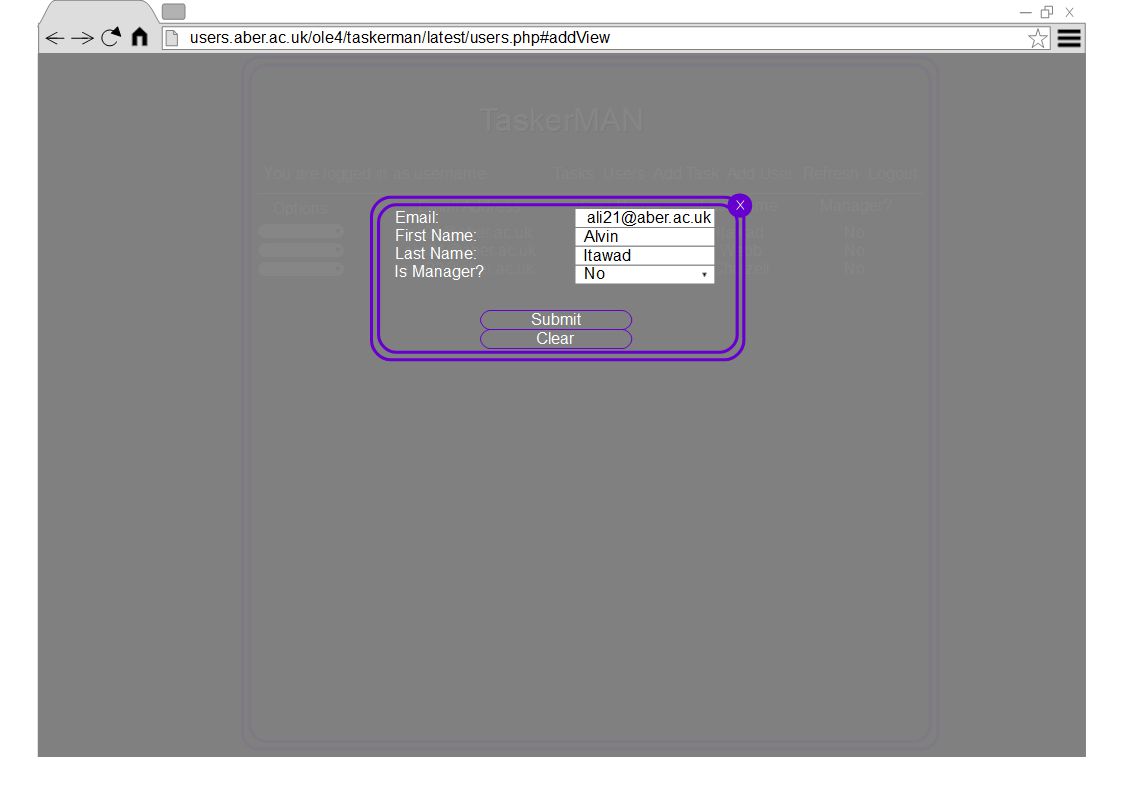 users.aber.ac.uk/ole4/taskerman/latest/users.php#addView
TaskerMAN
You are logged in as username Tasks Users Add Task Add User Refresh Logout
Options Manager?
X
Email: ali21@aber.ac.uk
First Name: Alvin
No
Last Name: Itawad
No
Is Manager? No
No
Submit
Clear